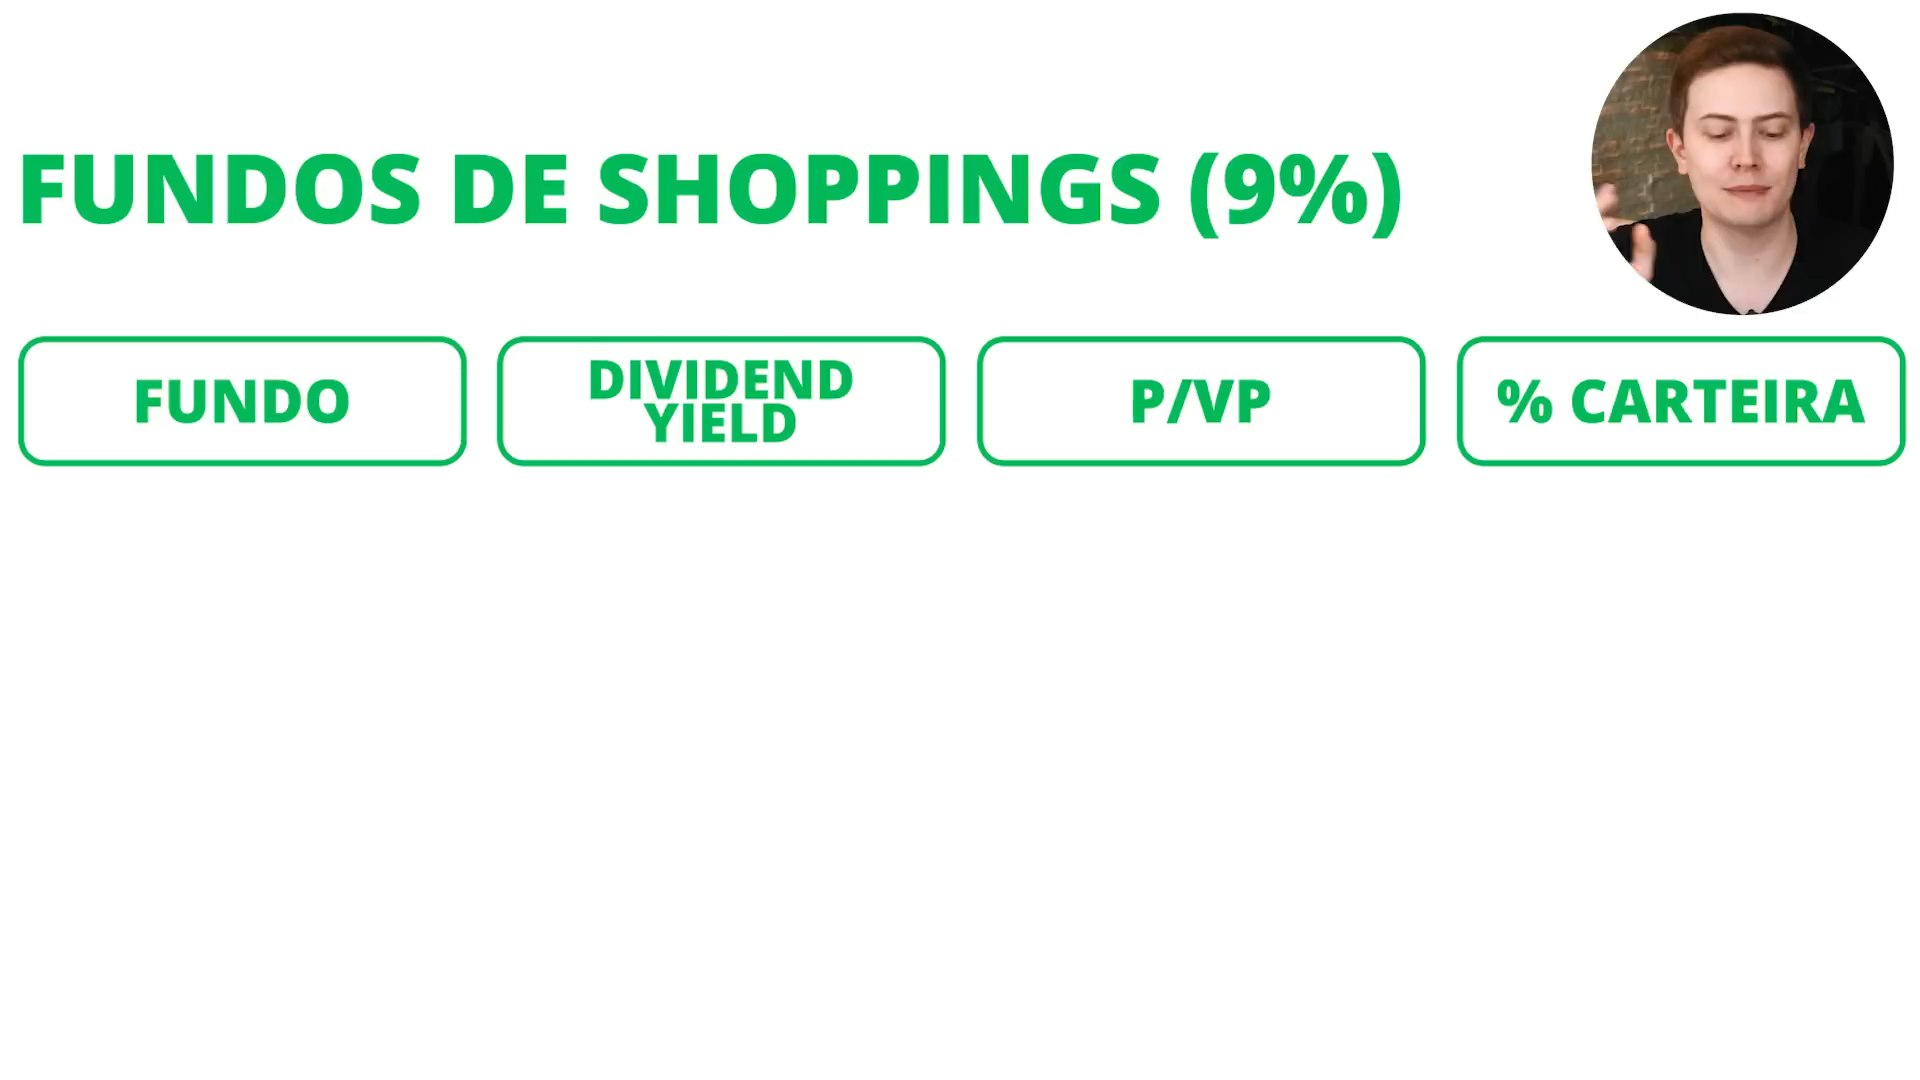 FUNDOS DE SHOPPINGS (9%)
FUNDO
DIVIDEND
YIELD
P/VP
% CARTEIRA